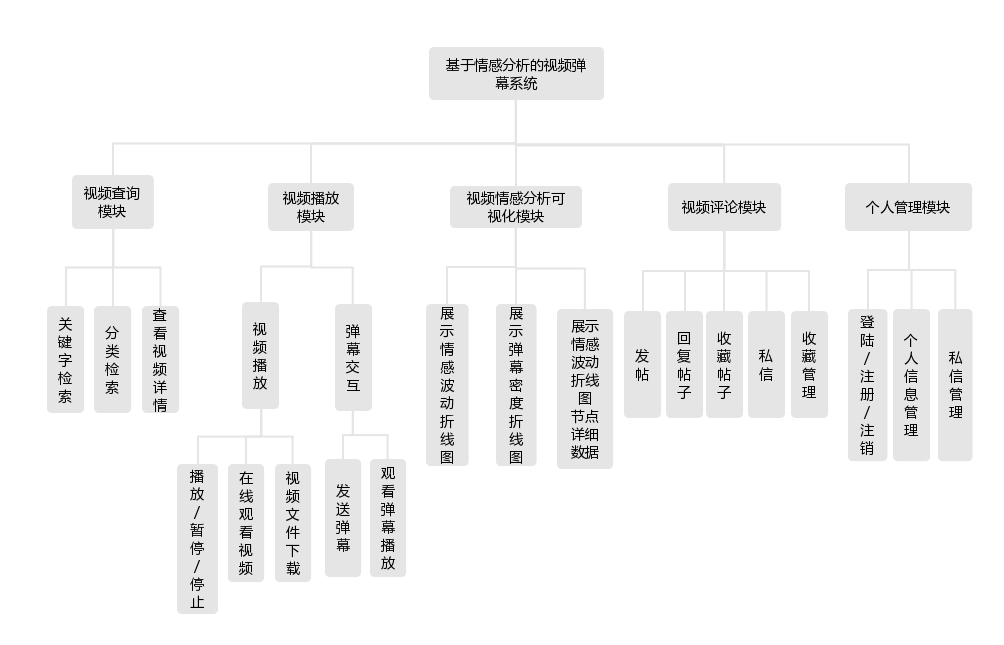 基于情感分析的视频弹
幕系统
视频查询
模块
视频播放
模块
视频情感分析可
视化模块
视频评论模块
个人管理模块
关键字检索
分类检索
查看视频详情
视频播放
弹幕交互
展示情感波动折线图
展示弹幕密度折线图
展示
情感
波动
折线
图
节点
详细
数据
发帖
回复帖子
收藏帖子
私信
收藏管理
登陆/注册/注销
个人信息管理
私信管理
播放/暂停/停止
在线观看视频
视频文件下载
发送弹幕
观看弹幕播放